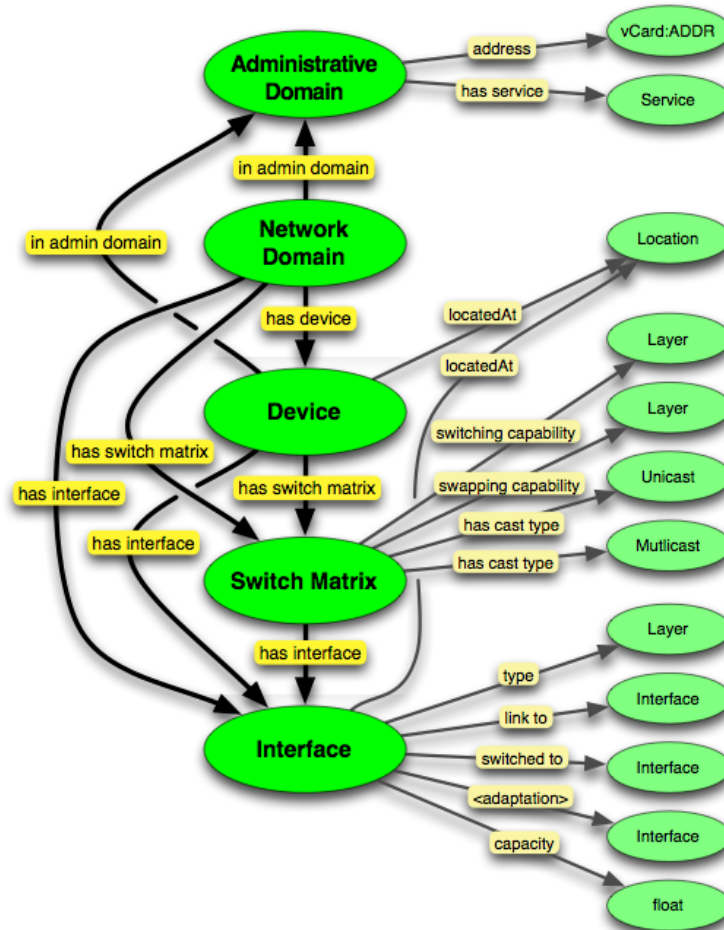 vCard:ADDR
address
Administrative
Domain
has service
Service
in admin domain
Network
Domain
in admin domain
Location
has device
locatedAt
Layer
locatedAt
Device
Layer
switching capability
has switch matrix
Unicast
has switch matrix
swapping capability
has interface
has cast type
has interface
Mutlicast
has cast type
Switch Matrix
Layer
has interface
type
Interface
link to
Interface
switched to
Interface
<adaptation>
Interface
capacity
float